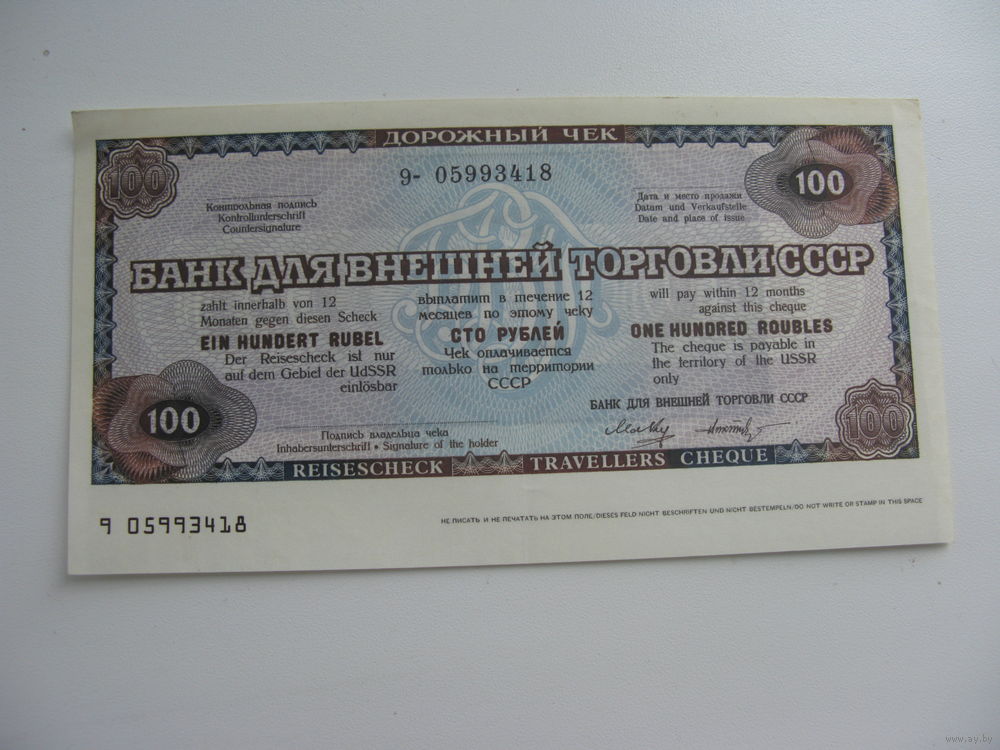 ДОРОЖНЫЙ ЧЕК
9- 05993418
100
100
Контрольная подпись
Kontrollunterschrift
Countersignature
Дата и место продажи
Datum und Verkaufstelle
Date and place of issue
БАНК ДЛЯ ВНЕШНЕЙ ТОРГОВЛИ СССР
zahlt innerhalb von 12
Monaten gegen diesen Scheck
EIN HUNDERT RUBEL
Der Reisescheck ist nur
auf dem Gebiel der UdSSR
einlösbar
выплатит в течение 12
месяцев по этому чеку
СТО РУБЛЕЙ
Чек оплачивается
только на территории
СССР
will pay within 12 months
against this cheque
ONE HUNDRED ROUBLES
The cheque is payable in
the territory of the USSR
only
БАНК ДЛЯ ВНЕШНЕЙ ТОРГОВЛИ СССР
100
100
Подпись владельца чека
Inhabersunterschrift • Signature of the holder
REISESCHECK TRAVELLERS CHEQUE
НЕ ПИСАТЬ И НЕ ПЕЧАТАТЬ НА ЭТОМ ПОЛЕ/DIESES FELD NICHT BESCHRIFTEN UND NICHT BESTEMPELN/DO NOT WRITE OR STAMP IN THIS SPACE
9 05993418
www.ay.by